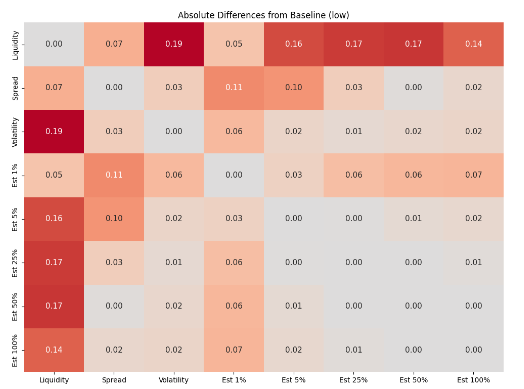 Absolute Differences from Baseline (low)
Liquidity 0.00 0.07 0.19 0.05 0.16 0.17 0.17 0.14
Spread 0.07 0.00 0.03 0.11 0.10 0.03 0.00 0.02
Volatility 0.19 0.03 0.00 0.06 0.02 0.01 0.02 0.02
Est 1% 0.05 0.11 0.06 0.00 0.03 0.06 0.06 0.07
Est 5% 0.16 0.10 0.02 0.03 0.00 0.00 0.01 0.02
Est 25% 0.17 0.03 0.01 0.06 0.00 0.00 0.00 0.01
Est 50% 0.17 0.00 0.02 0.06 0.01 0.00 0.00 0.00
Est 100% 0.14 0.02 0.02 0.07 0.02 0.01 0.00 0.00
Liquidity Spread Volatility Est 1% Est 5% Est 25% Est 50% Est 100%